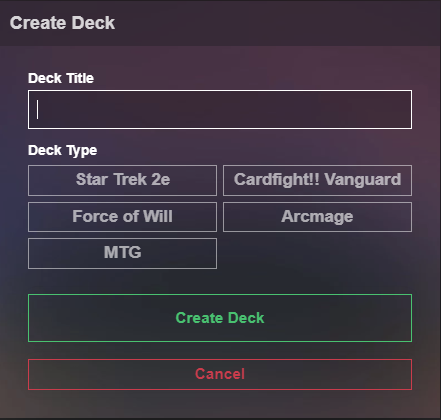 Create Deck
Deck Title
Deck Type
Star Trek 2e
Cardfight!! Vanguard
Force of Will
Arcmage
MTG
Create Deck
Cancel